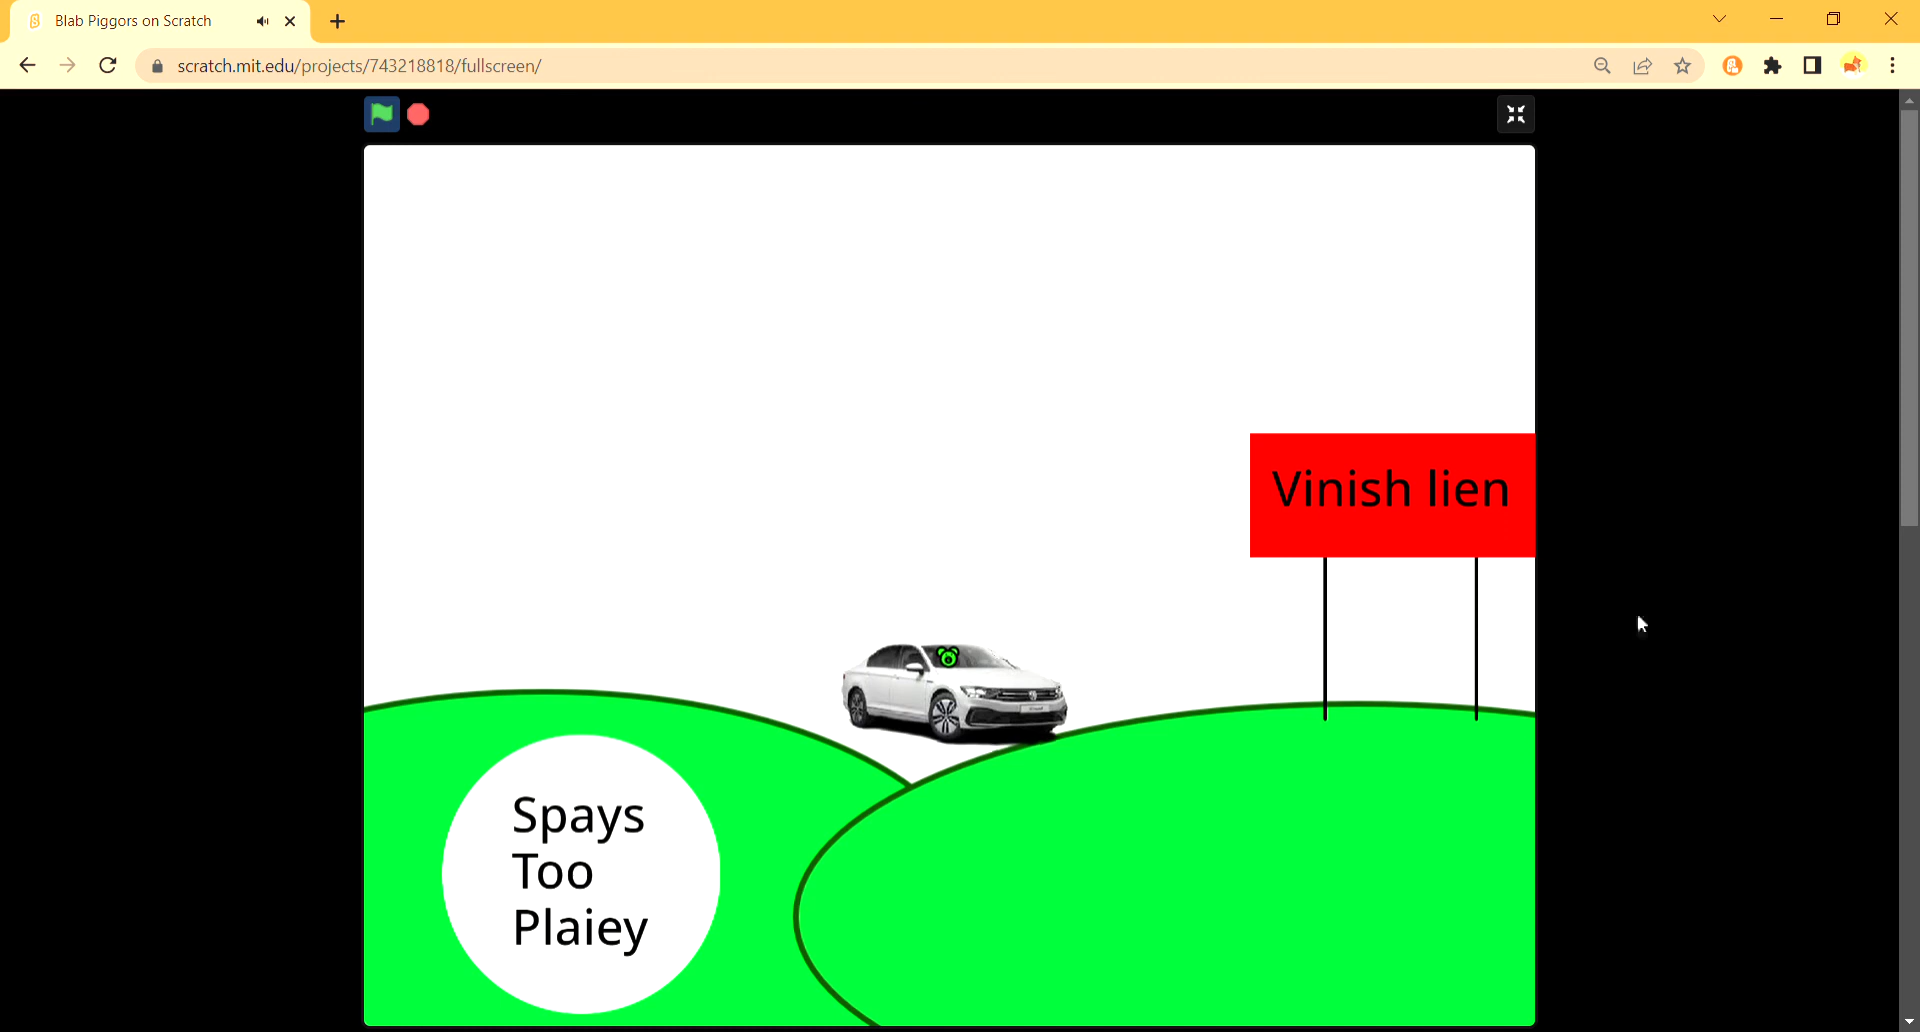 Blab Piggors on Scratch
scratch.mit.edu/projects/743218818/fullscreen/
Vinish lien
Spays
Too
Plaiey